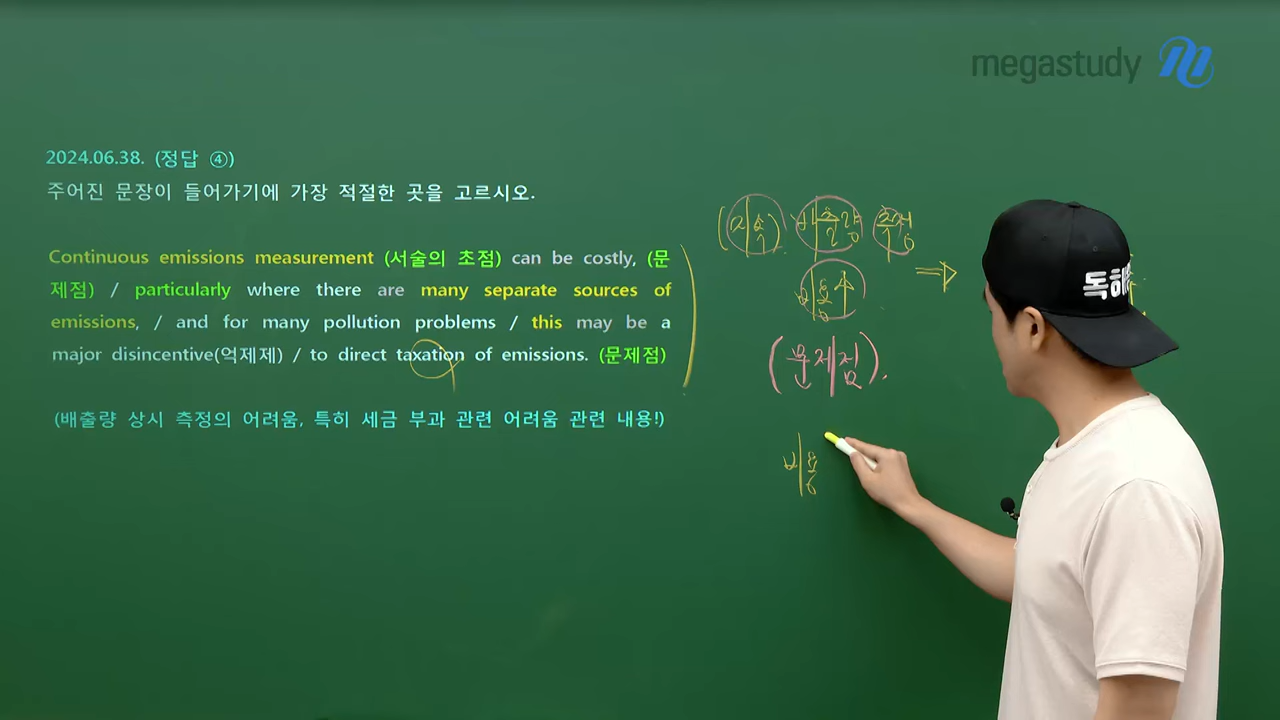 megastudy
2024.06.38. (정답 ④)
주어진 문장이 들어가기에 가장 적절한 곳을 고르시오.
Continuous emissions measurement (서술의 초점) can be costly, (문
제점) / particularly where there are many separate sources of
emissions, / and for many pollution problems / this may be a
major disincentive(억제제) / to direct taxation of emissions. (문제점)
(배출량 상시 측정의 어려움, 특히 세금 부과 관련 어려움 관련 내용!)
(지속) 배출량 측정
비용↑
(문제점).
비용
독해